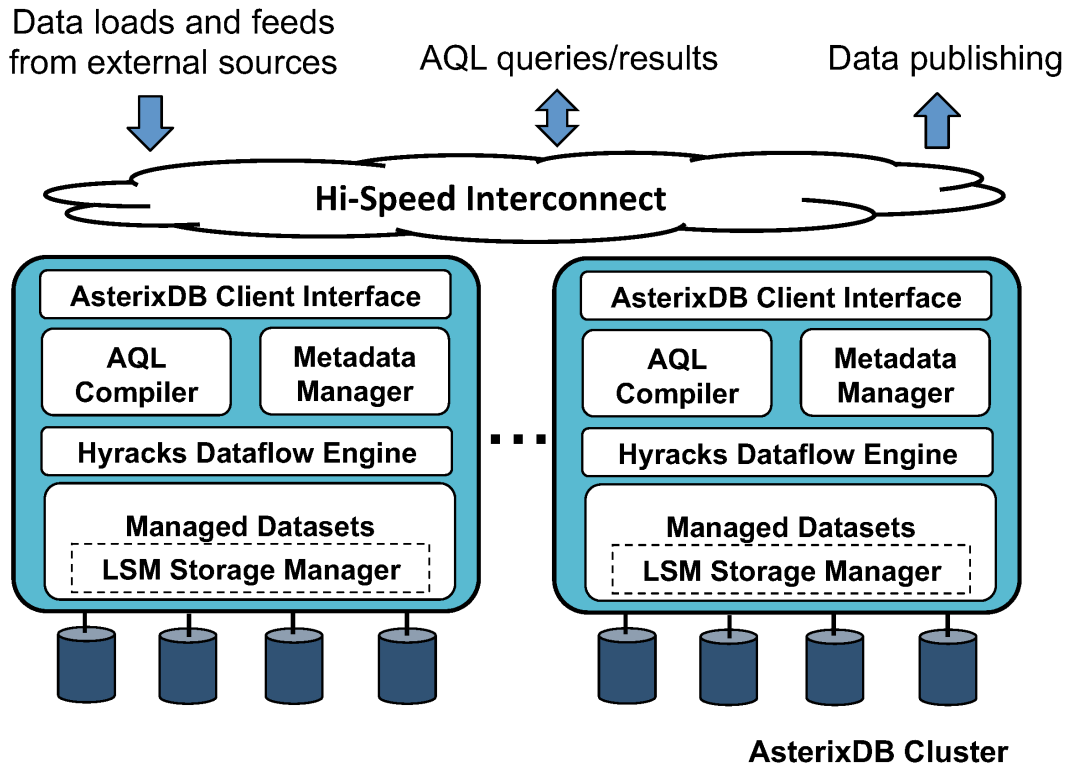 Data loads and feeds
from external sources
AQL queries/results
Data publishing
Hi-Speed Interconnect
AsterixDB Client Interface
AQL
Compiler
Metadata
Manager
Hyracks Dataflow Engine
Managed Datasets
LSM Storage Manager
...
AsterixDB Client Interface
AQL
Compiler
Metadata
Manager
Hyracks Dataflow Engine
Managed Datasets
LSM Storage Manager
AsterixDB Cluster